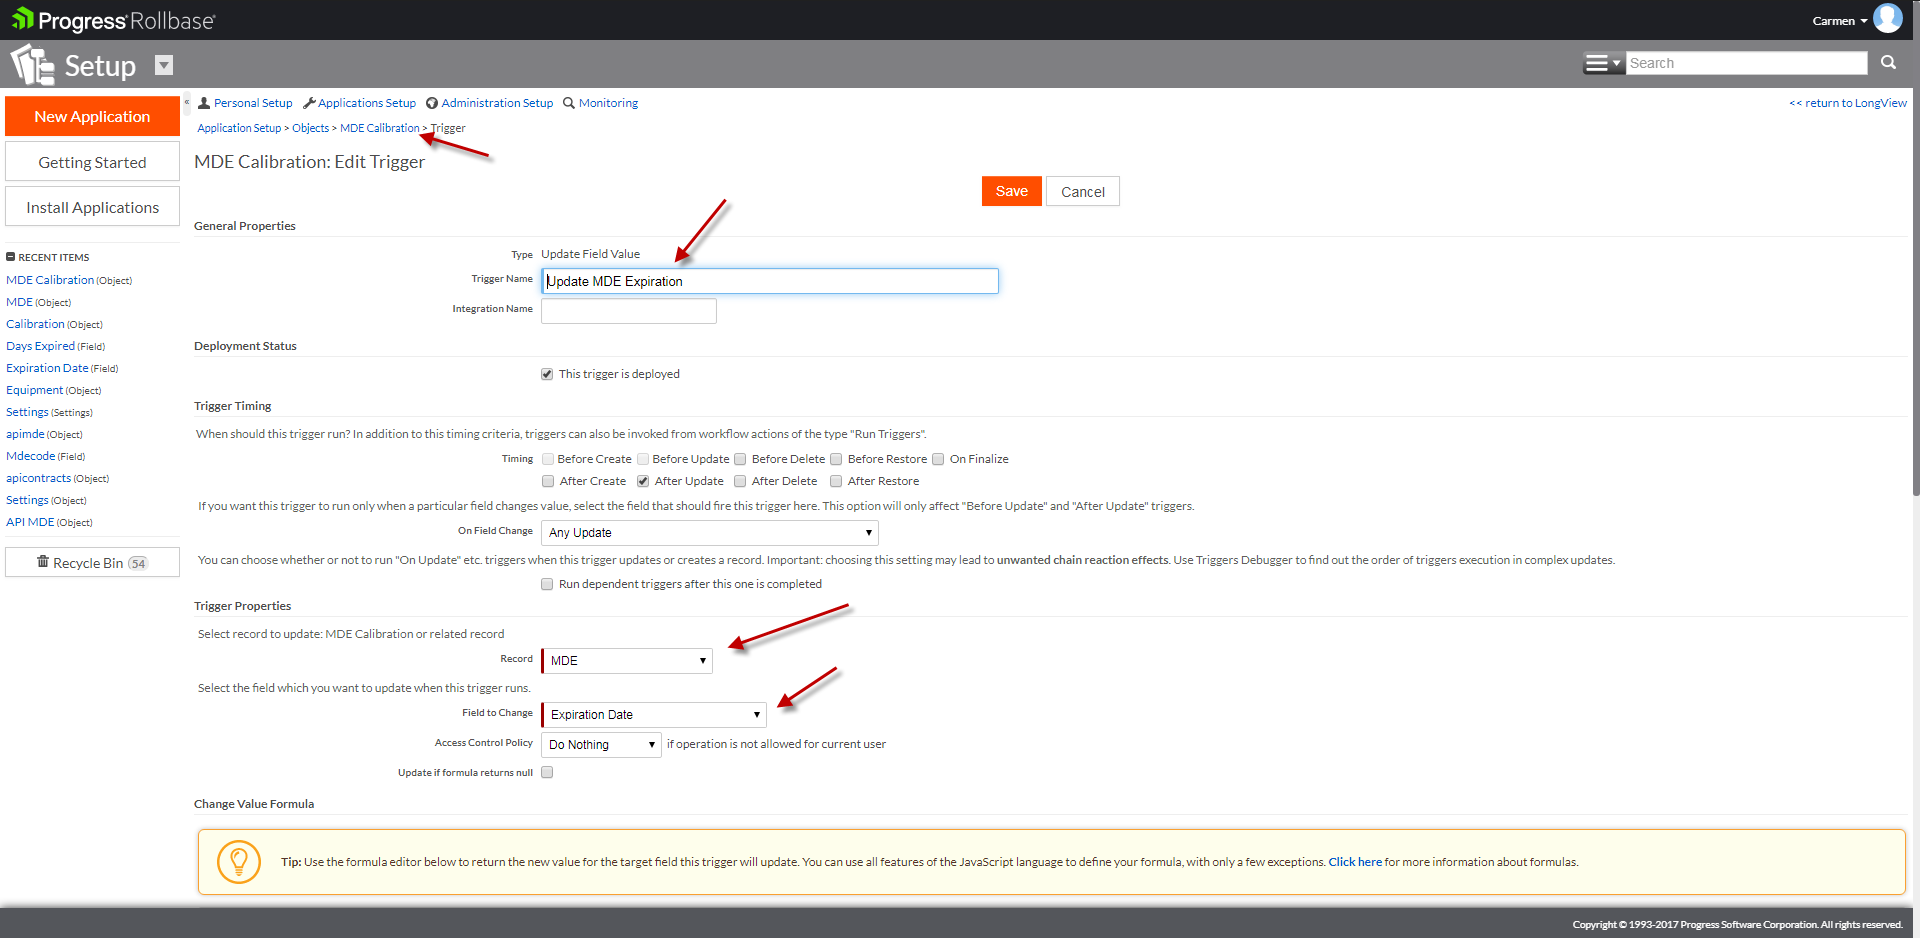 Progress Rollbase
Carmen
Setup
Search
New Application
Getting Started
Install Applications
RECENT ITEMS
MDE Calibration (Object)
MDE (Object)
Calibration (Object)
Days Expired (Field)
Expiration Date (Field)
Equipment (Object)
Settings (Settings)
apimde (Object)
Mdecode (Field)
apicontracts (Object)
Settings (Object)
API MDE (Object)
Recycle Bin 54
«
Personal Setup Applications Setup Administration Setup Monitoring
<< return to LongView
Application Setup > Objects > MDE Calibration > Trigger
MDE Calibration: Edit Trigger
Save Cancel
General Properties
Type Update Field Value
Trigger Name Update MDE Expiration
Integration Name
Deployment Status
This trigger is deployed
Trigger Timing
When should this trigger run? In addition to this timing criteria, triggers can also be invoked from workflow actions of the type "Run Triggers".
Timing Before Create Before Update Before Delete Before Restore On Finalize
After Create After Update After Delete After Restore
If you want this trigger to run only when a particular field changes value, select the field that should fire this trigger here. This option will only affect "Before Update" and "After Update" triggers.
On Field Change Any Update
You can choose whether or not to run "On Update" etc. triggers when this trigger updates or creates a record. Important: choosing this setting may lead to unwanted chain reaction effects. Use Triggers Debugger to find out the order of triggers execution in complex updates.
Run dependent triggers after this one is completed
Trigger Properties
Select record to update: MDE Calibration or related record
Record MDE
Select the field which you want to update when this trigger runs.
Field to Change Expiration Date
Access Control Policy Do Nothing if operation is not allowed for current user
Update if formula returns null
Change Value Formula
Tip: Use the formula editor below to return the new value for the target field this trigger will update. You can use all features of the JavaScript language to define your formula, with only a few exceptions. Click here for more information about formulas.
Copyright © 1993-2017 Progress Software Corporation. All rights reserved.